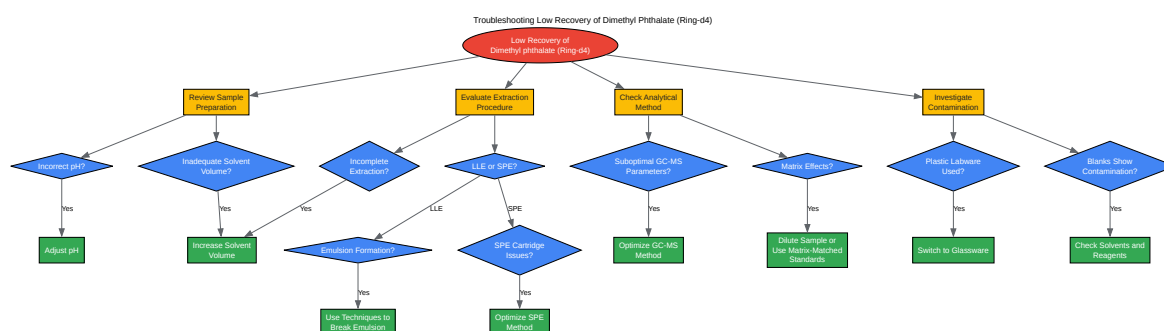 Troubleshooting Low Recovery of Dimethyl Phthalate (Ring-d4)
Low Recovery of
Dimethyl phthalate (Ring-d4)
Review Sample
Preparation
Evaluate Extraction
Procedure
Check Analytical
Method
Investigate
Contamination
Incorrect pH?
Inadequate Solvent
Volume?
Incomplete
Extraction?
LLE or SPE?
Suboptimal GC-MS
Parameters?
Matrix Effects?
Plastic Labware
Used?
Blanks Show
Contamination?
Yes
Yes
Yes
LLE
SPE
Yes
Yes
Yes
Yes
Adjust pH
Increase Solvent
Volume
Emulsion Formation?
SPE Cartridge
Issues?
Optimize GC-MS
Method
Dilute Sample or
Use Matrix-Matched
Standards
Switch to Glassware
Check Solvents and
Reagents
Yes
Yes
Use Techniques to
Break Emulsion
Optimize SPE
Method